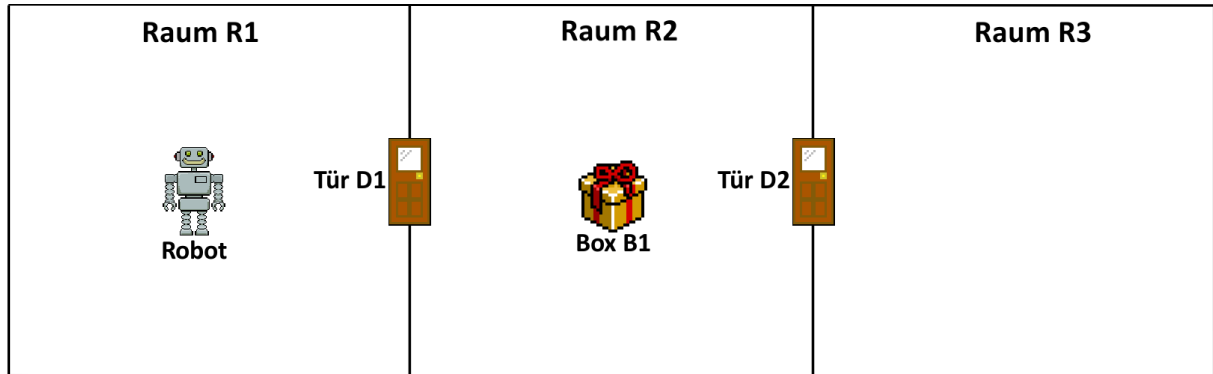 Raum R1
Raum R2
Raum R3
Tür D1
Tür D2
Robot
Box B1